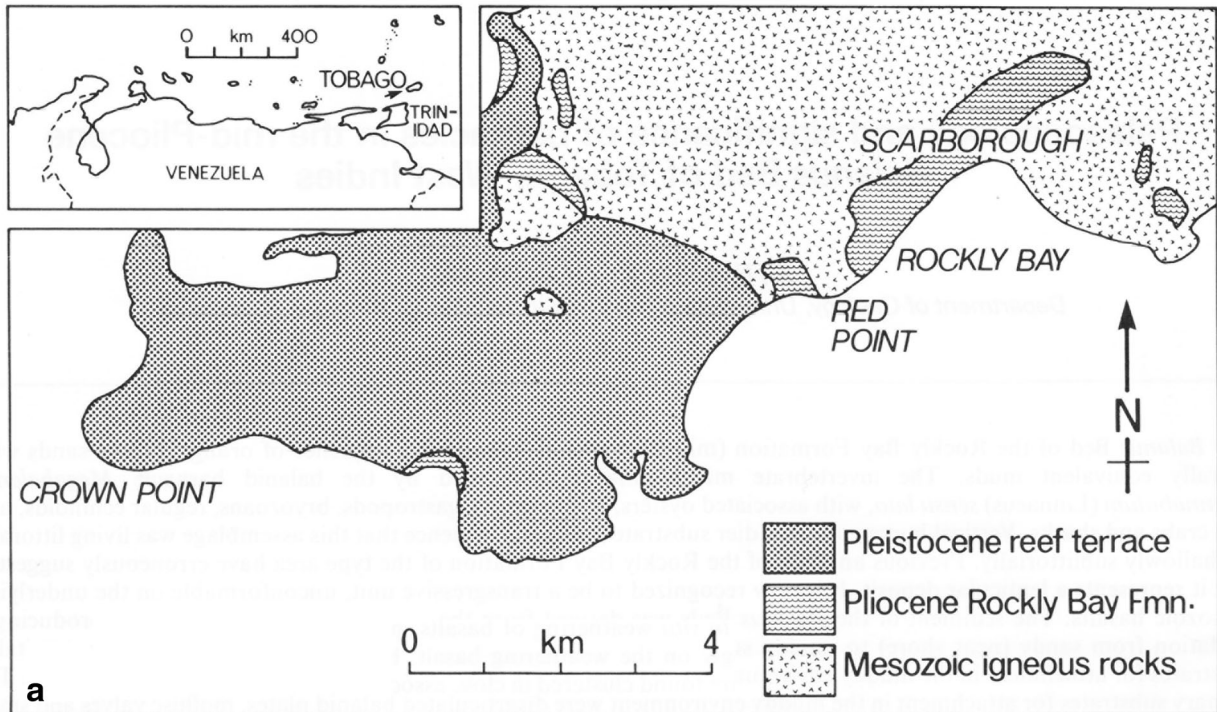 0 km 400
TOBAGO
TRIN-
IDAD
VENEZUELA
SCARBOROUGH
ROCKLY BAY
RED
POINT
CROWN POINT
N
0 km 4
Pleistocene reef terrace
Pliocene Rockly Bay Fmn.
Mesozoic igneous rocks
a